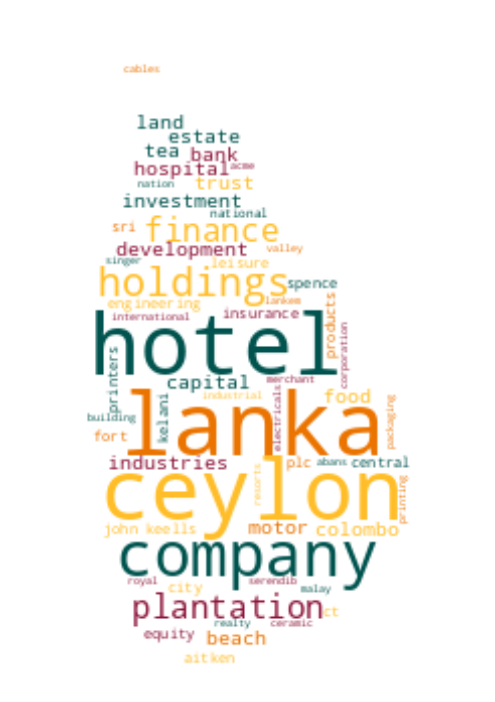 cables
land
estate
tea bank
hospital acme
nation trust
investment
national
sri finance
development valley
singer leisure
holdings spence
engineering lankem
international insurance products
hotel
corporation
printers capital merchant
industrial food
lanka
kelani electricals packaging
building
fort
industries plc abans central
ceylon
resorts printing
john keells motor colombo
company
royal serendib
city malay
plantation ct
realty ceramic
equity beach
aitken